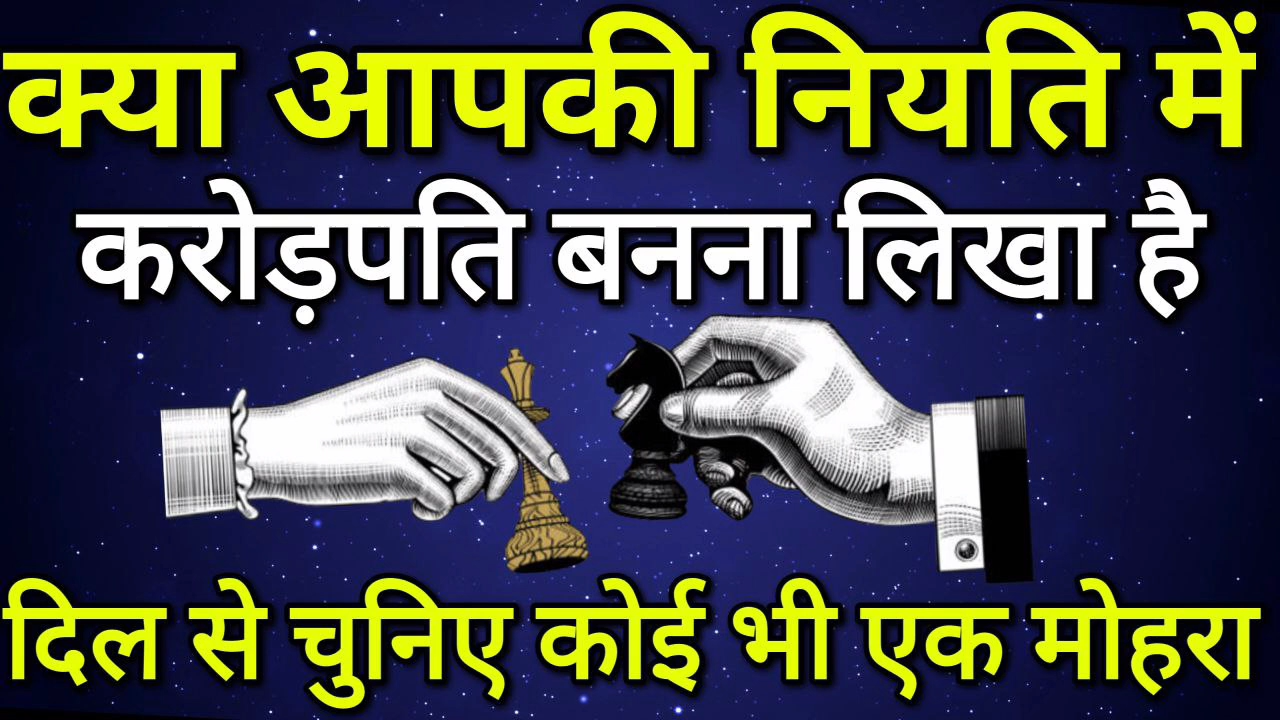 क्या आपकी नियति में
करोड़पति बनना लिखा है
दिल से चुनिए कोई भी एक मोहरा